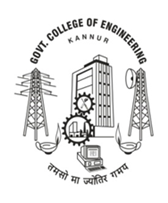 GOVT. COLLEGE OF ENGINEERING
KANNUR
तमसो मा ज्योतिर गमय